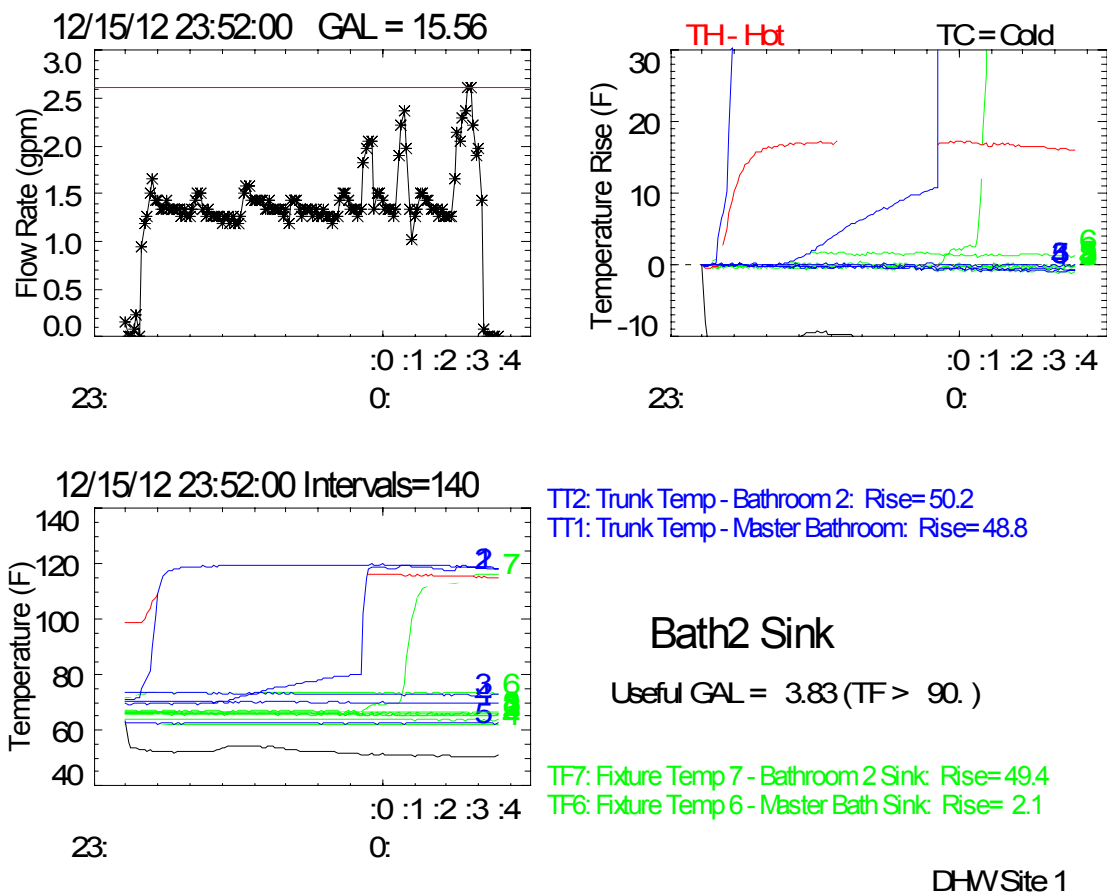 12/15/12 23:52:00 GAL = 15.56
TH - Hot TC = Cold
3.0
2.5
2.0
1.5
1.0
0.5
0.0
Flow Rate (gpm)
:0 :1 :2 :3 :4
23: 0:
30
20
10
0
-10
Temperature Rise (F)
6
:0 :1 :2 :3 :4
23: 0:
12/15/12 23:52:00 Intervals=140
140
120
100
80
60
40
Temperature (F)
7
3 6
5
:0 :1 :2 :3 :4
23: 0:
TT2: Trunk Temp - Bathroom 2: Rise= 50.2
TT1: Trunk Temp - Master Bathroom: Rise= 48.8
Bath2 Sink
Useful GAL = 3.83 (TF > 90. )
TF7: Fixture Temp 7 - Bathroom 2 Sink: Rise= 49.4
TF6: Fixture Temp 6 - Master Bath Sink: Rise= 2.1
DHW Site 1